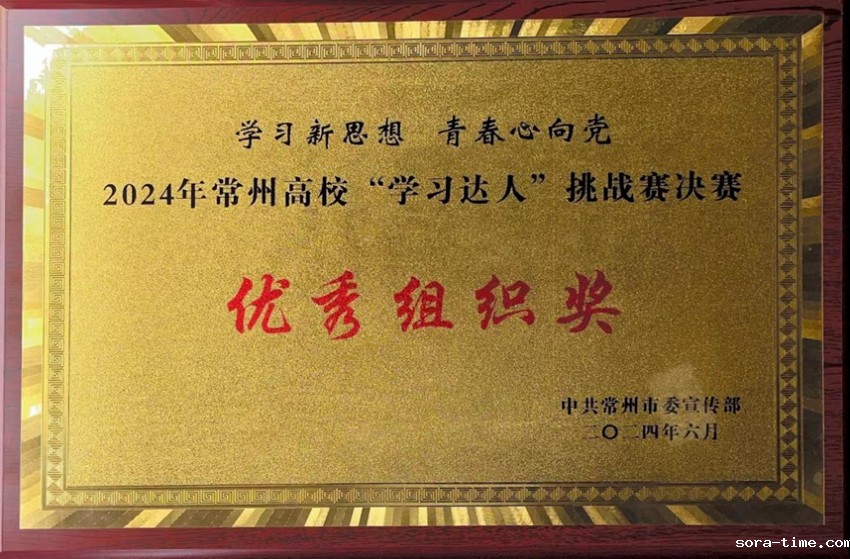 学习新思想 青春心向党
2024年常州高校“学习达人”挑战赛决赛
优秀组织奖
中共常州市委宣传部
二〇二四年六月
sora-time.com